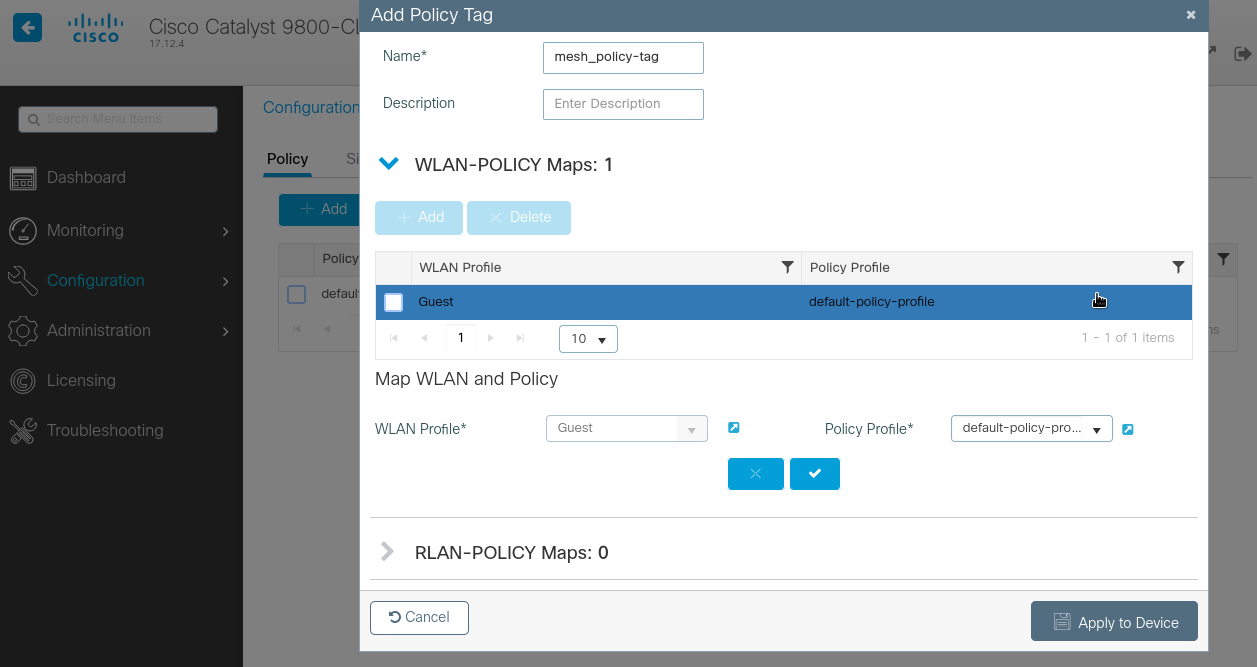 Add Policy Tag
Cisco Catalyst 9800-CL
cisco
17.12.4
Name*
mesh_policy-tag
Description
Enter Description
Search Menu Items
Configuration
Policy
Dashboard
WLAN-POLICY Maps: 1
Add
Add
Delete
Monitoring
Policy
WLAN Profile
Policy Profile
Configuration
Guest
default-policy-profile
Administration
1
10
1 - 1 of 1 items
Licensing
Map WLAN and Policy
Troubleshooting
WLAN Profile*
Guest
Policy Profile*
default-policy-pro...
RLAN-POLICY Maps: 0
Cancel
Apply to Device